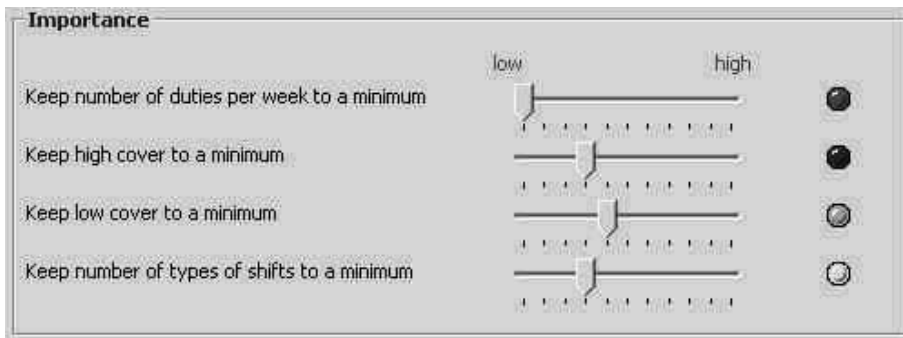 Importance
low high
Keep number of duties per week to a minimum
Keep high cover to a minimum
Keep low cover to a minimum
Keep number of types of shifts to a minimum